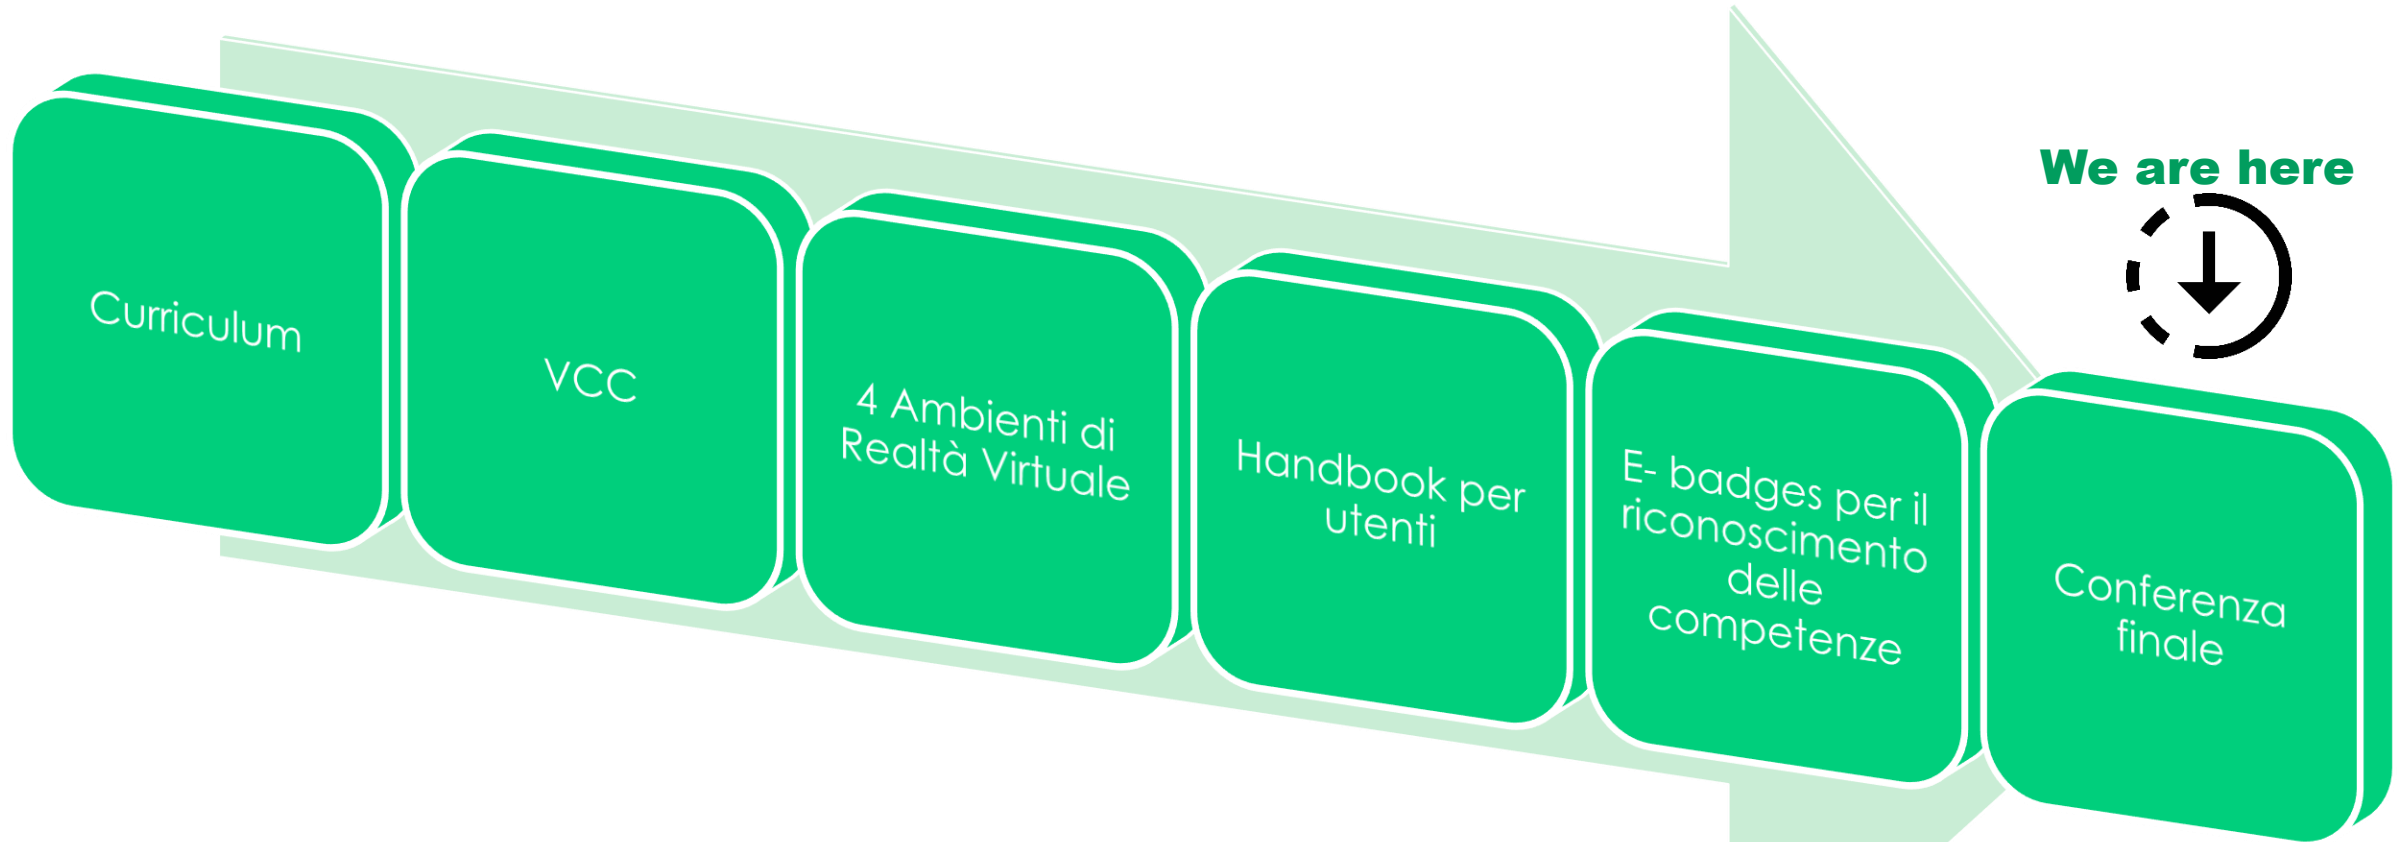 Curriculum
VCC
4 Ambienti di
Realtà Virtuale
Handbook per
utenti
E- badges per il
riconoscimento
delle
competenze
We are here
Conferenza
finale